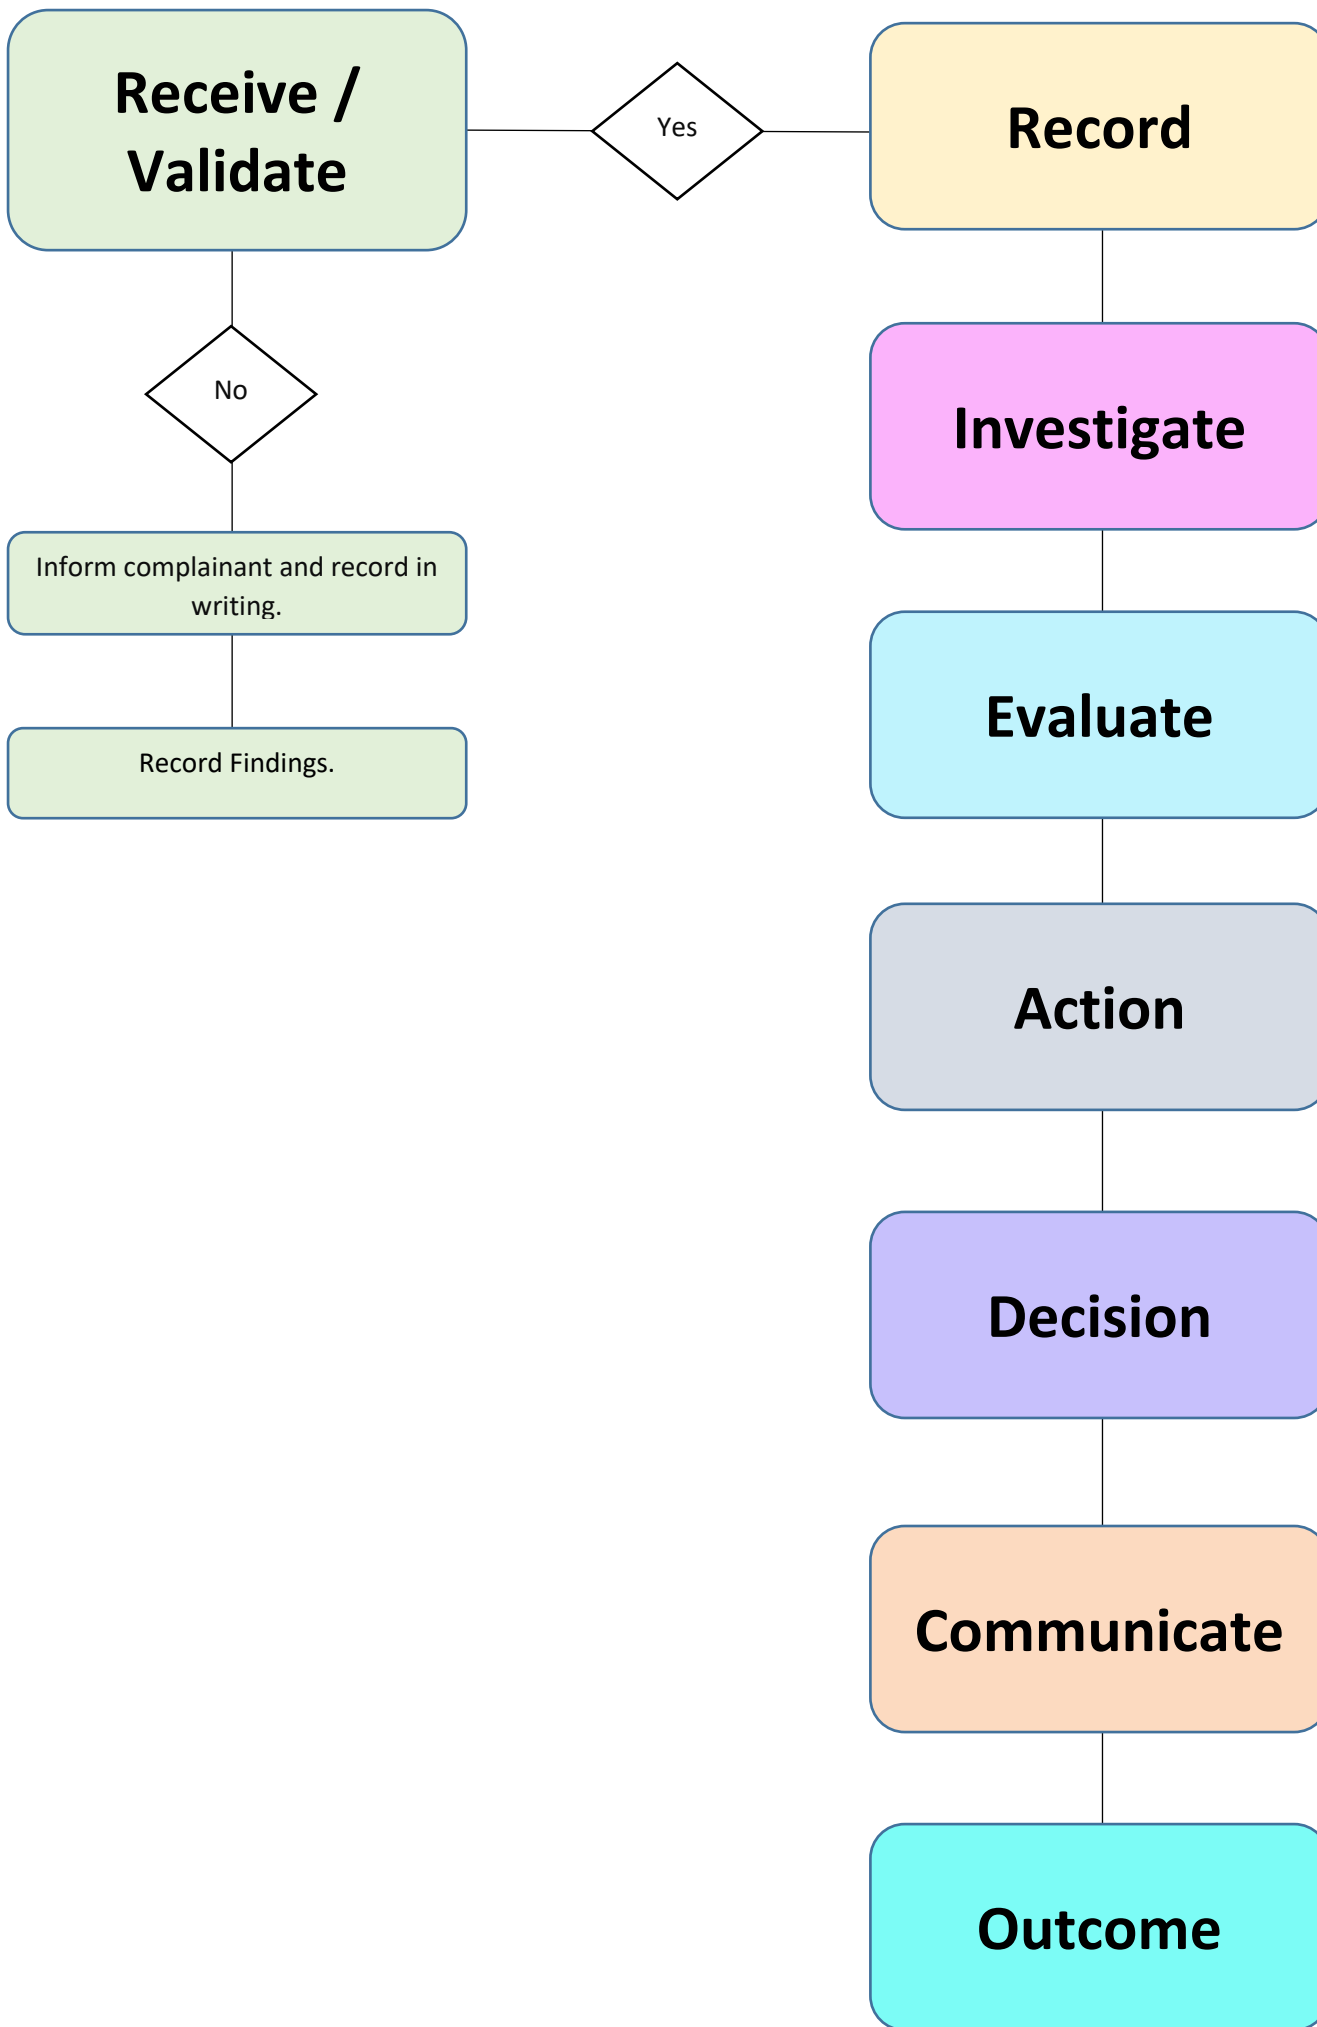 Receive /
Validate
Yes
Record
No
Investigate
Inform complainant and record in
writing.
Evaluate
Record Findings.
Action
Decision
Communicate
Outcome